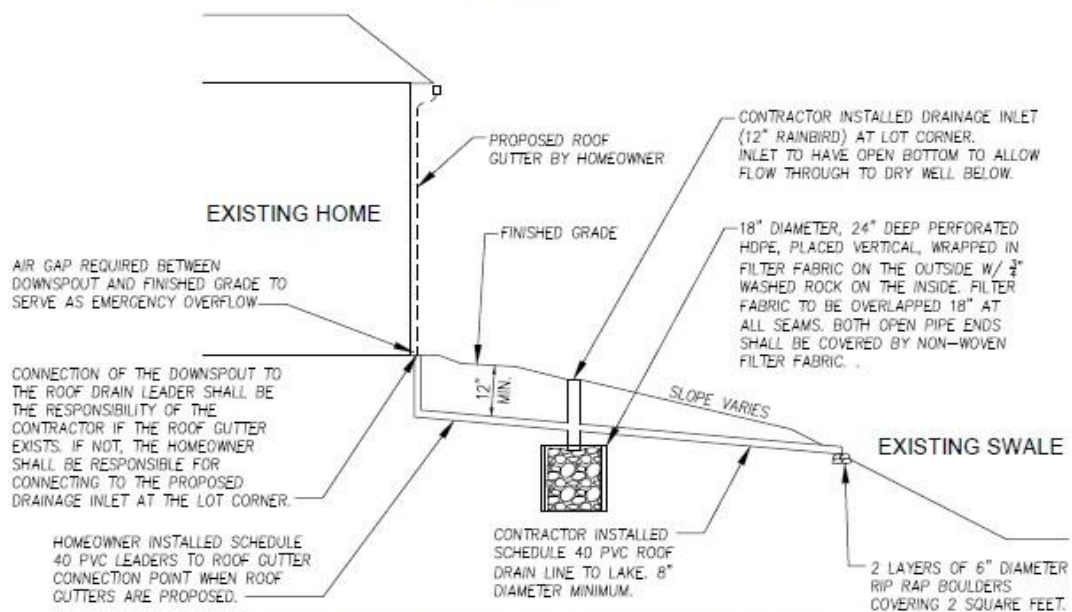 PROPOSED ROOF
GUTTER BY HOMEOWNER
CONTRACTOR INSTALLED DRAINAGE INLET
(12" RAINBIRD) AT LOT CORNER.
INLET TO HAVE OPEN BOTTOM TO ALLOW
FLOW THROUGH TO DRY WELL BELOW.
EXISTING HOME
FINISHED GRADE
18" DIAMETER, 24" DEEP PERFORATED
HDPE, PLACED VERTICAL, WRAPPED IN
FILTER FABRIC ON THE OUTSIDE W/ 3/4"
WASHED ROCK ON THE INSIDE. FILTER
FABRIC TO BE OVERLAPPED 18" AT
ALL SEAMS. BOTH OPEN PIPE ENDS
SHALL BE COVERED BY NON-WOVEN
FILTER FABRIC. .
AIR GAP REQUIRED BETWEEN
DOWNSPOUT AND FINISHED GRADE TO
SERVE AS EMERGENCY OVERFLOW
CONNECTION OF THE DOWNSPOUT TO
THE ROOF DRAIN LEADER SHALL BE
THE RESPONSIBILITY OF THE
CONTRACTOR IF THE ROOF GUTTER
EXISTS. IF NOT, THE HOMEOWNER
SHALL BE RESPONSIBLE FOR
CONNECTING TO THE PROPOSED
DRAINAGE INLET AT THE LOT CORNER.
12"
MIN.
SLOPE VARIES
EXISTING SWALE
HOMEOWNER INSTALLED SCHEDULE
40 PVC LEADERS TO ROOF GUTTER
CONNECTION POINT WHEN ROOF
GUTTERS ARE PROPOSED.
CONTRACTOR INSTALLED
SCHEDULE 40 PVC ROOF
DRAIN LINE TO LAKE. 8"
DIAMETER MINIMUM.
2 LAYERS OF 6" DIAMETER
RIP RAP BOULDERS
COVERING 2 SQUARE FEET.